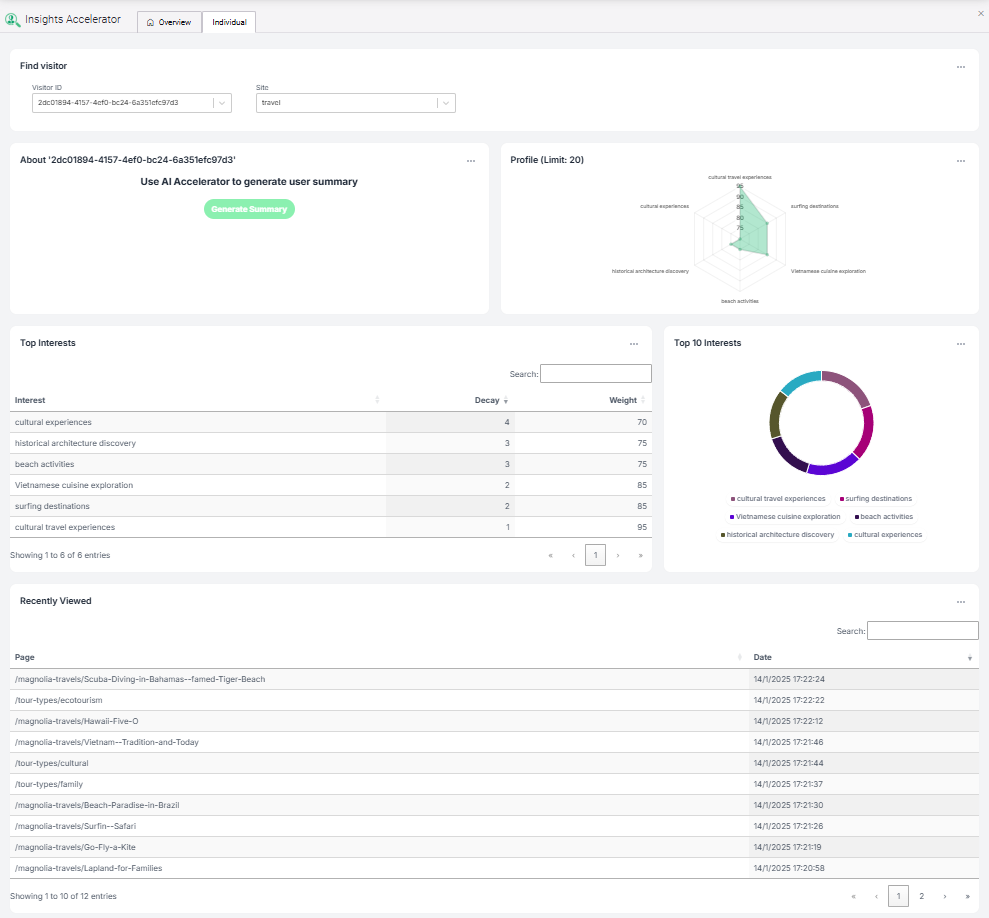 Insights Accelerator
Overview
Individual
×
Find visitor
...
Visitor ID
Site
2dc01894-4157-4ef0-bc24-6a351efc97d3
travel
About '2dc01894-4157-4ef0-bc24-6a351efc97d3'
...
Use AI Accelerator to generate user summary
Generate Summary
Profile (Limit: 20)
...
cultural travel experiences
95
90
85
80
75
cultural experiences
surfing destinations
historical architecture discovery
Vietnamese cuisine exploration
beach activities
Top Interests
...
Search:
Interest Decay Weight
cultural experiences 4 70
historical architecture discovery 3 75
beach activities 3 75
Vietnamese cuisine exploration 2 85
surfing destinations 2 85
cultural travel experiences 1 95
Showing 1 to 6 of 6 entries
« ‹ 1 › »
Top 10 Interests
...
cultural travel experiences surfing destinations
Vietnamese cuisine exploration beach activities
historical architecture discovery cultural experiences
Recently Viewed
...
Search:
Page Date
/magnolia-travels/Scuba-Diving-in-Bahamas--famed-Tiger-Beach 14/1/2025 17:22:24
/tour-types/ecotourism 14/1/2025 17:22:22
/magnolia-travels/Hawaii-Five-O 14/1/2025 17:22:12
/magnolia-travels/Vietnam--Tradition-and-Today 14/1/2025 17:21:46
/tour-types/cultural 14/1/2025 17:21:44
/tour-types/family 14/1/2025 17:21:37
/magnolia-travels/Beach-Paradise-in-Brazil 14/1/2025 17:21:30
/magnolia-travels/Surfin--Safari 14/1/2025 17:21:26
/magnolia-travels/Go-Fly-a-Kite 14/1/2025 17:21:19
/magnolia-travels/Lapland-for-Families 14/1/2025 17:20:58
Showing 1 to 10 of 12 entries
« ‹ 1 2 › »